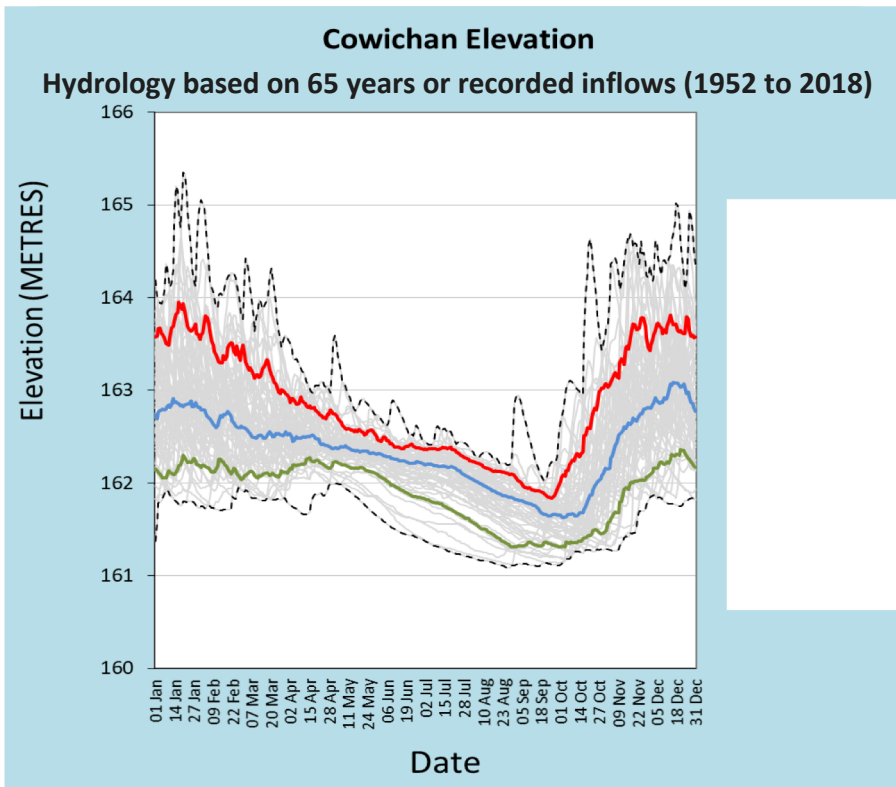 Cowichan Elevation
Hydrology based on 65 years or recorded inflows (1952 to 2018)
Elevation (METRES)
166
165
164
163
162
161
160
01 Jan
14 Jan
27 Jan
09 Feb
22 Feb
07 Mar
20 Mar
02 Apr
15 Apr
28 Apr
11 May
24 May
06 Jun
19 Jun
02 Jul
15 Jul
28 Jul
10 Aug
23 Aug
05 Sep
18 Sep
01 Oct
14 Oct
27 Oct
09 Nov
22 Nov
05 Dec
18 Dec
31 Dec
Date